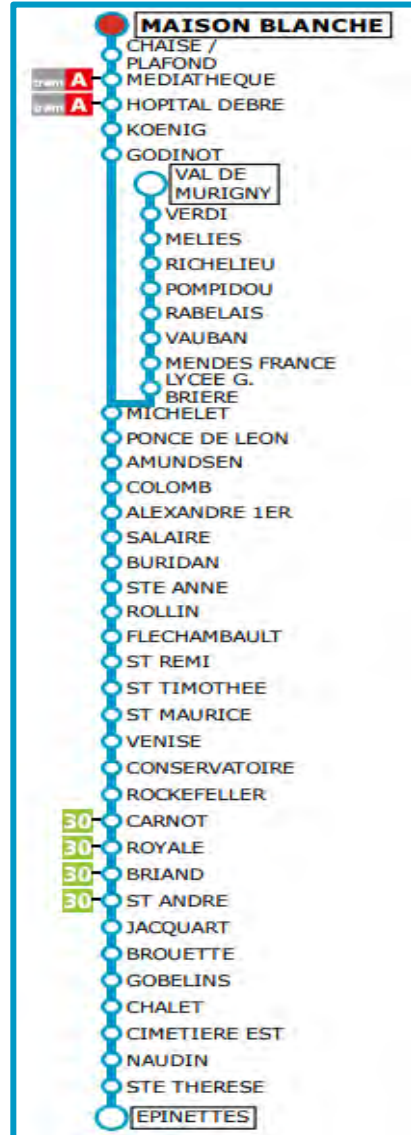 MAISON BLANCHE
CHAISE /
PLAFOND
tram A MEDIATHEQUE
tram A HOPITAL DEBRE
KOENIG
GODINOT
VAL DE
MURIGNY
VERDI
MELIES
RICHELIEU
POMPIDOU
RABELAIS
VAUBAN
MENDES FRANCE
LYCEE G.
BRIERE
MICHELET
PONCE DE LEON
AMUNDSEN
COLOMB
ALEXANDRE 1ER
SALAIRE
BURIDAN
STE ANNE
ROLLIN
FLECHAMBAULT
ST REMI
ST TIMOTHEE
ST MAURICE
VENISE
CONSERVATOIRE
ROCKEFELLER
30 CARNOT
30 ROYALE
30 BRIAND
30 ST ANDRE
JACQUART
BROUETTE
GOBELINS
CHALET
CIMETIERE EST
NAUDIN
STE THERESE
EPINETTES